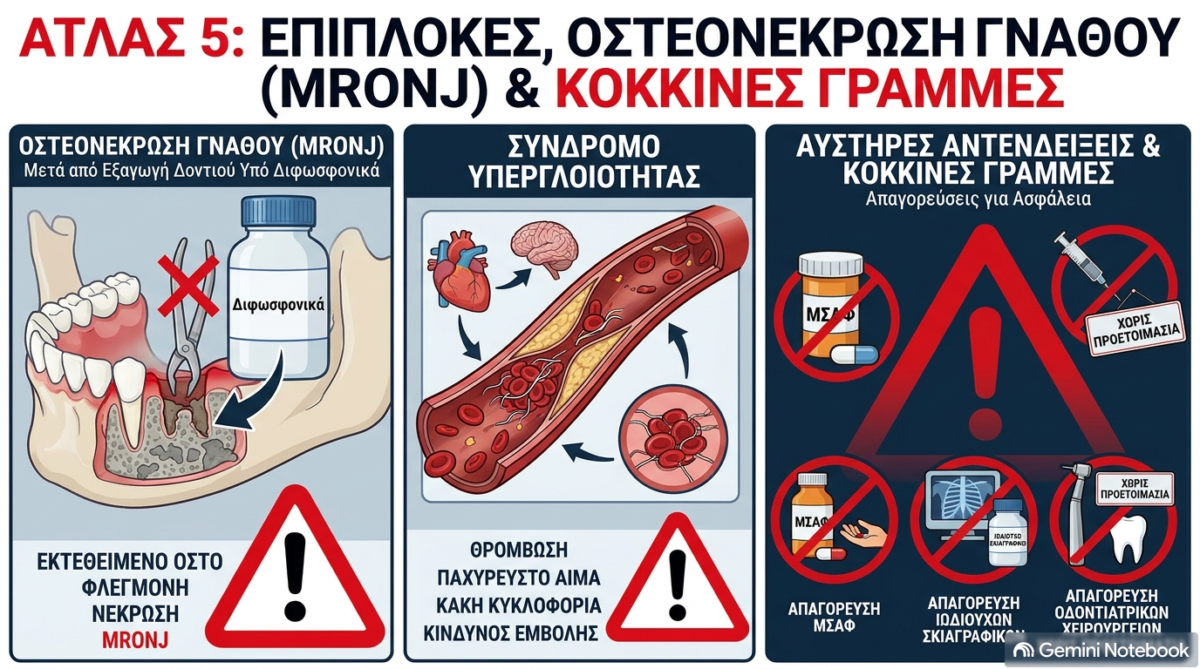 ΑΤΛΑΣ 5: ΕΠΙΠΛΟΚΕΣ, ΟΣΤΕΟΝΕΚΡΩΣΗ ΓΝΑΘΟΥ
(MRONJ) & ΚΟΚΚΙΝΕΣ ΓΡΑΜΜΕΣ
ΟΣΤΕΟΝΕΚΡΩΣΗ ΓΝΑΘΟΥ (MRONJ)
Μετά από Εξαγωγή Δοντιού Υπό Διφωσφονικά
Διφωσφονικά
ΕΚΤΕΘΕΙΜΕΝΟ ΟΣΤΟ
ΦΛΕΓΜΟΝΗ
ΝΕΚΡΩΣΗ
MRONJ
ΣΥΝΔΡΟΜΟ
ΥΠΕΡΓΛΟΙΟΤΗΤΑΣ
ΘΡΟΜΒΩΣΗ
ΠΑΧΥΡΕΥΣΤΟ ΑΙΜΑ
ΚΑΚΗ ΚΥΚΛΟΦΟΡΙΑ
ΚΙΝΔΥΝΟΣ ΕΜΒΟΛΗΣ
ΑΥΣΤΗΡΕΣ ΑΝΤΕΝΔΕΙΞΕΙΣ &
ΚΟΚΚΙΝΕΣ ΓΡΑΜΜΕΣ
Απαγορεύσεις για Ασφάλεια
ΜΣΑΦ
ΧΩΡΙΣ
ΠΡΟΕΤΟΙΜΑΣΙΑ
ΜΣΑΦ
ΧΩΡΙΣ
ΠΡΟΕΤΟΙΜΑΣΙΑ
ΑΠΑΓΟΡΕΥΣΗ
ΜΣΑΦ
ΑΠΑΓΟΡΕΥΣΗ
ΙΩΔΙΟΥΧΩΝ
ΣΚΙΑΓΡΑΦΙΚΩΝ
ΑΠΑΓΟΡΕΥΣΗ
ΟΔΟΝΤΙΑΤΡΙΚΩΝ
ΧΕΙΡΟΥΡΓΕΙΩΝ
Gemini Notebook